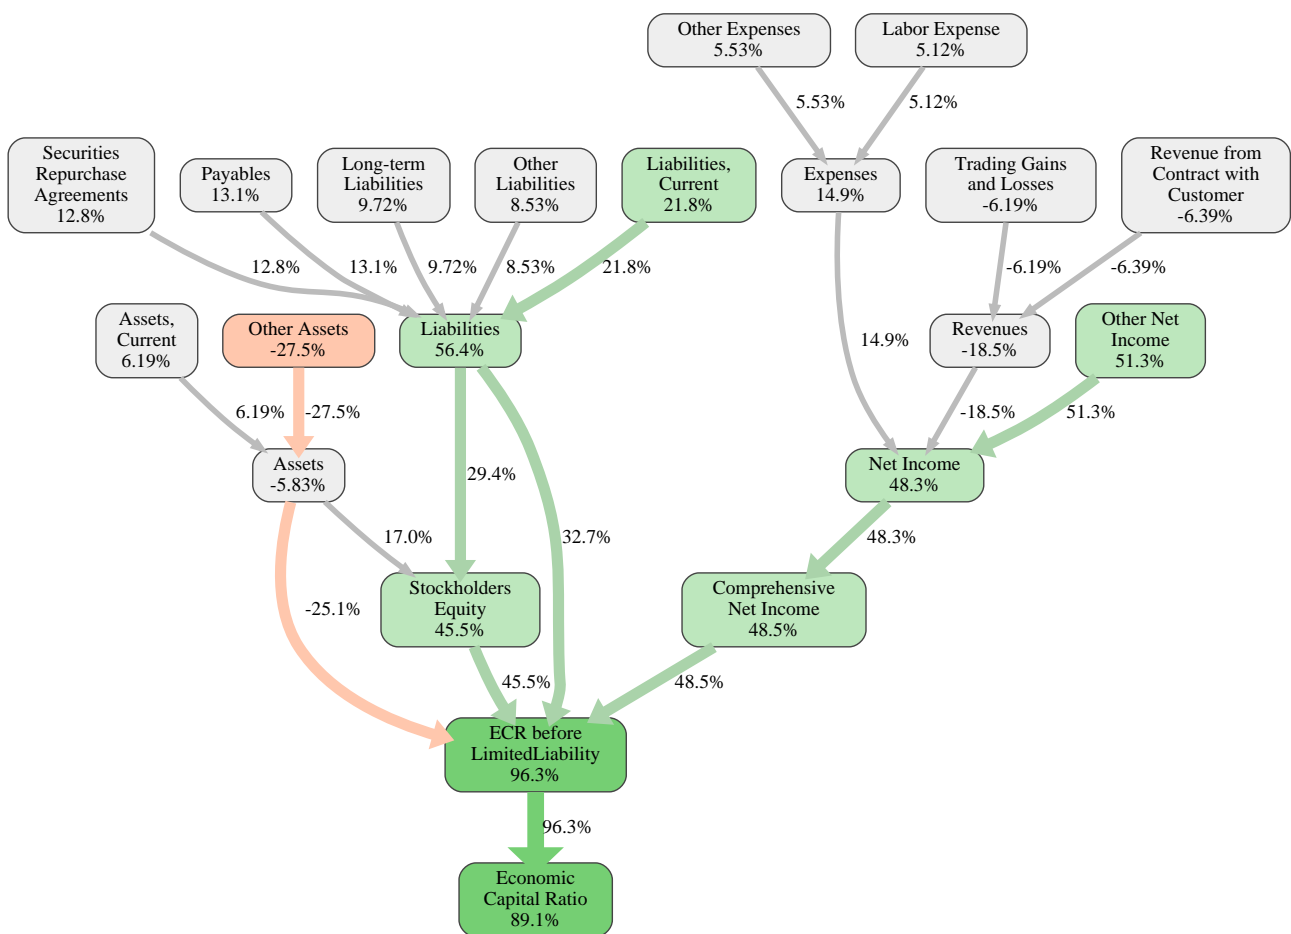 Other Expenses
5.53%
Labor Expense
5.12%
5.53%
5.12%
Securities
Repurchase
Agreements
12.8%
Payables
13.1%
Long-term
Liabilities
9.72%
Other
Liabilities
8.53%
Liabilities,
Current
21.8%
Expenses
14.9%
Trading Gains
and Losses
-6.19%
Revenue from
Contract with
Customer
-6.39%
12.8%
13.1%
9.72%
8.53%
21.8%
-6.19%
-6.39%
Assets,
Current
6.19%
Other Assets
-27.5%
Liabilities
56.4%
14.9%
Revenues
-18.5%
Other Net
Income
51.3%
6.19%
-27.5%
-18.5%
51.3%
Assets
-5.83%
29.4%
Net Income
48.3%
17.0%
32.7%
48.3%
-25.1%
Stockholders
Equity
45.5%
Comprehensive
Net Income
48.5%
45.5%
48.5%
ECR before
LimitedLiability
96.3%
96.3%
Economic
Capital Ratio
89.1%